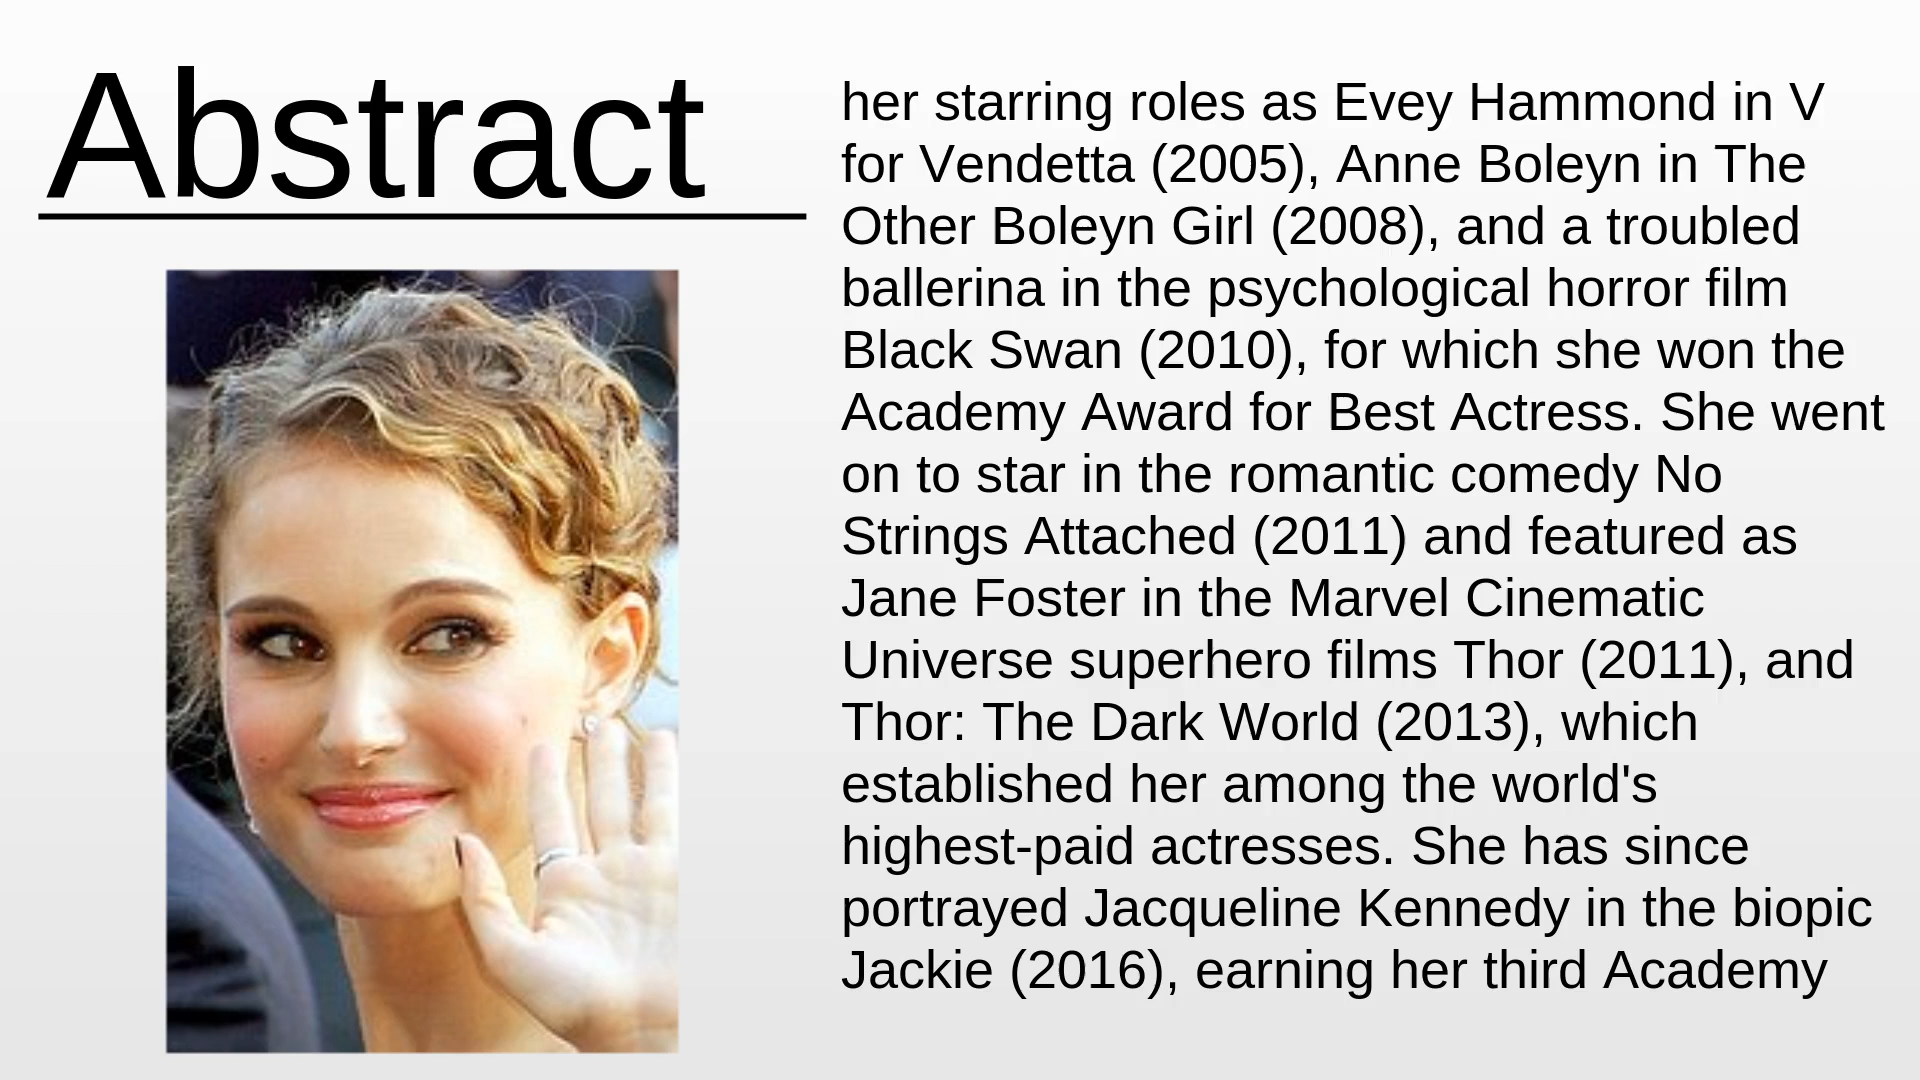 Abstract
her starring roles as Evey Hammond in V
for Vendetta (2005), Anne Boleyn in The
Other Boleyn Girl (2008), and a troubled
ballerina in the psychological horror film
Black Swan (2010), for which she won the
Academy Award for Best Actress. She went
on to star in the romantic comedy No
Strings Attached (2011) and featured as
Jane Foster in the Marvel Cinematic
Universe superhero films Thor (2011), and
Thor: The Dark World (2013), which
established her among the world's
highest-paid actresses. She has since
portrayed Jacqueline Kennedy in the biopic
Jackie (2016), earning her third Academy